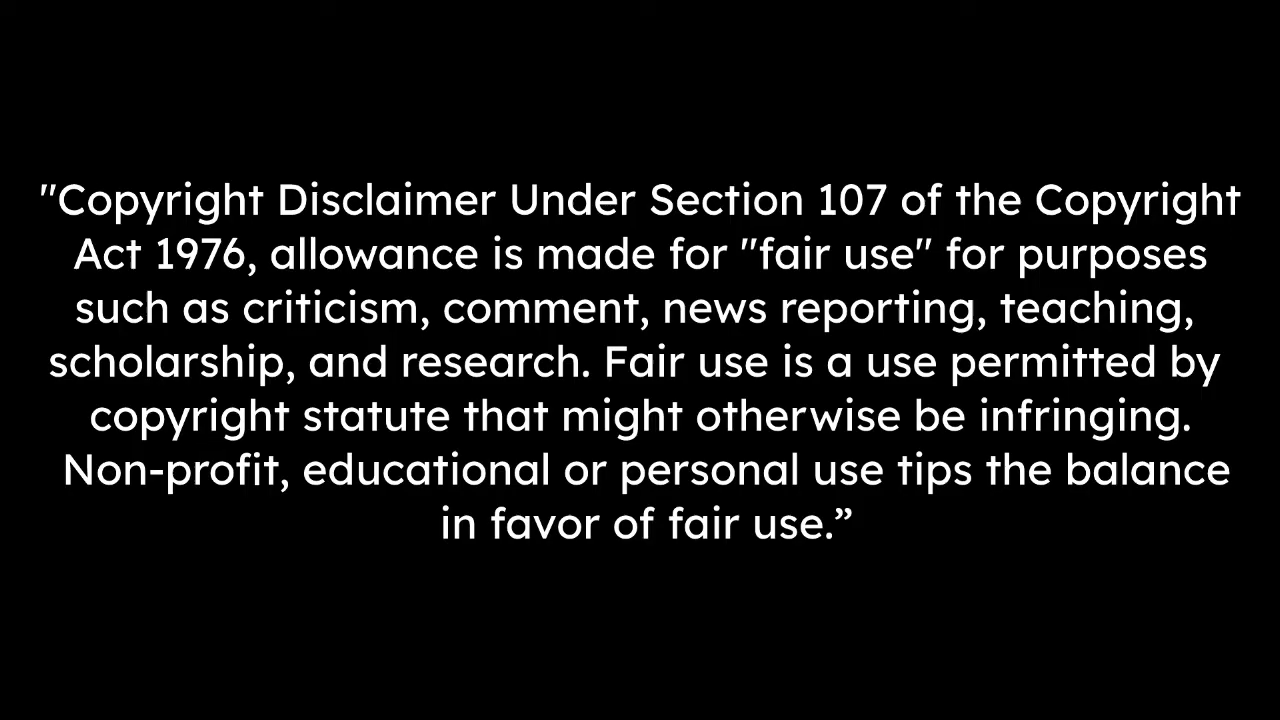 "Copyright Disclaimer Under Section 107 of the Copyright
Act 1976, allowance is made for "fair use" for purposes
such as criticism, comment, news reporting, teaching,
scholarship, and research. Fair use is a use permitted by
copyright statute that might otherwise be infringing.
Non-profit, educational or personal use tips the balance
in favor of fair use.”